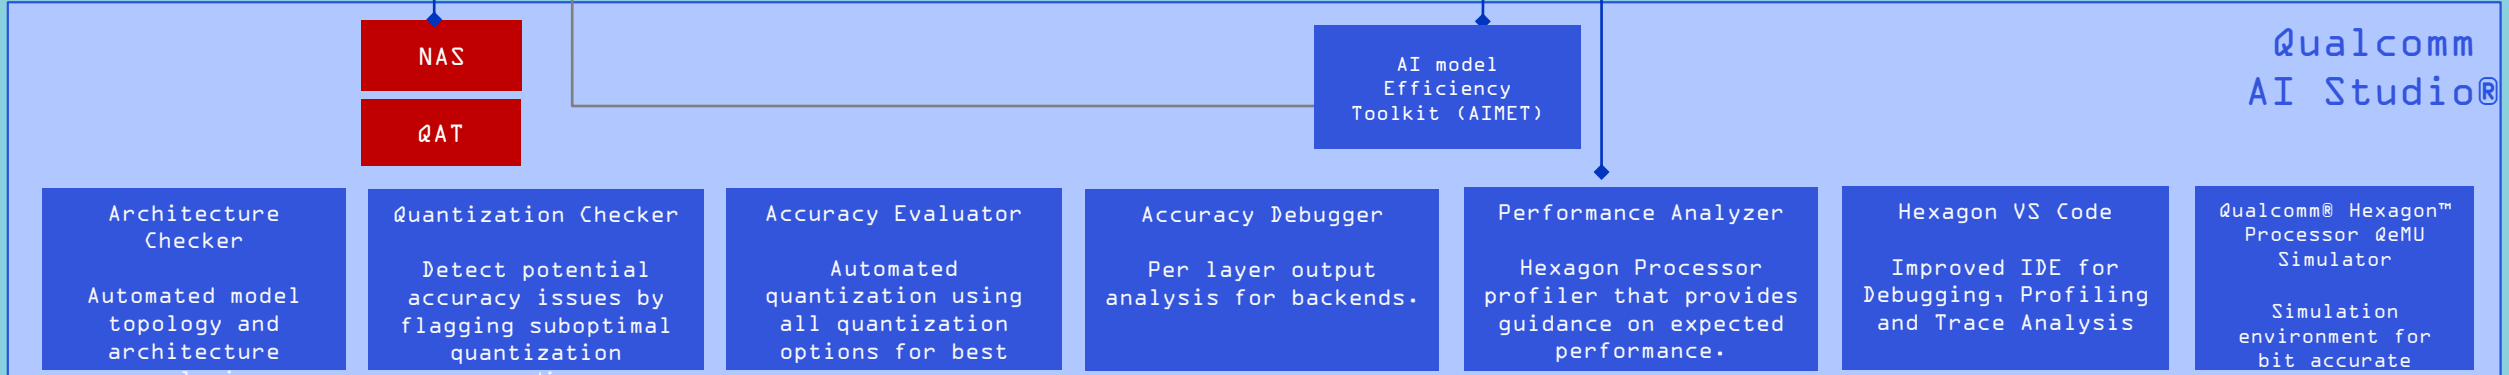 NAS
QAT
AI model
Efficiency
Toolkit (AIMET)
Qualcomm
AI Studio®
Architecture
Checker
Automated model
topology and
architecture
Quantization Checker
Detect potential
accuracy issues by
flagging suboptimal
quantization
Accuracy Evaluator
Automated
quantization using
all quantization
options for best
Accuracy Debugger
Per layer output
analysis for backends.
Performance Analyzer
Hexagon Processor
profiler that provides
guidance on expected
performance.
Hexagon VS Code
Improved IDE for
Debugging, Profiling
and Trace Analysis
Qualcomm® Hexagon™
Processor QeMU
Simulator
Simulation
environment for
bit accurate